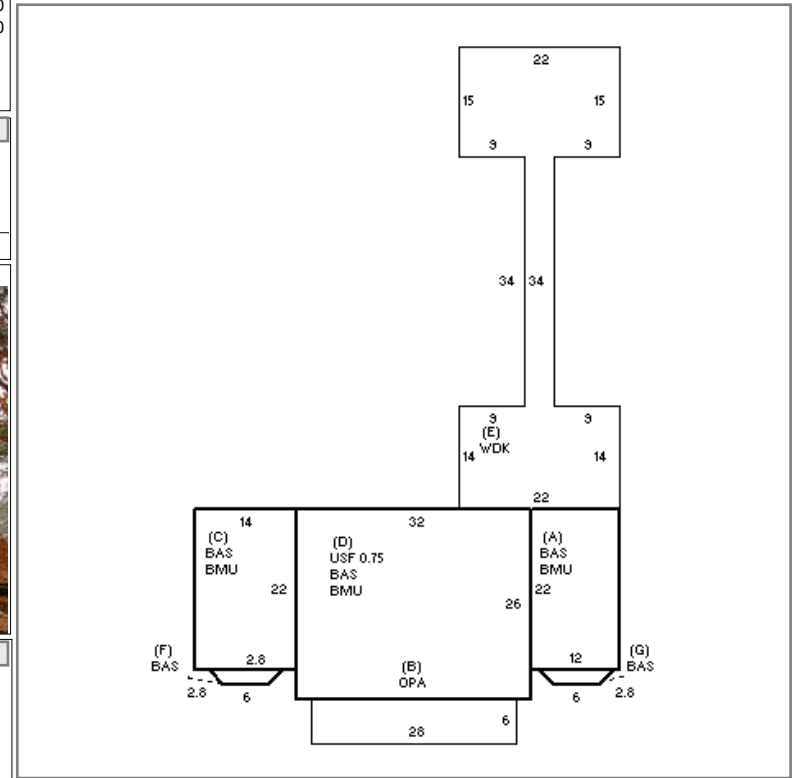 0
0
22
15 15
9 9
34 34
9 9
(E)
WDK
14 14
22
14 32
(C) (D) (A)
BAS USF 0.75 BAS
BMU BAS BMU
BMU
22 22
26
(F) (G)
BAS BAS
2.8 12
(B)
OPA
2.8 6 6 2.8
6
28